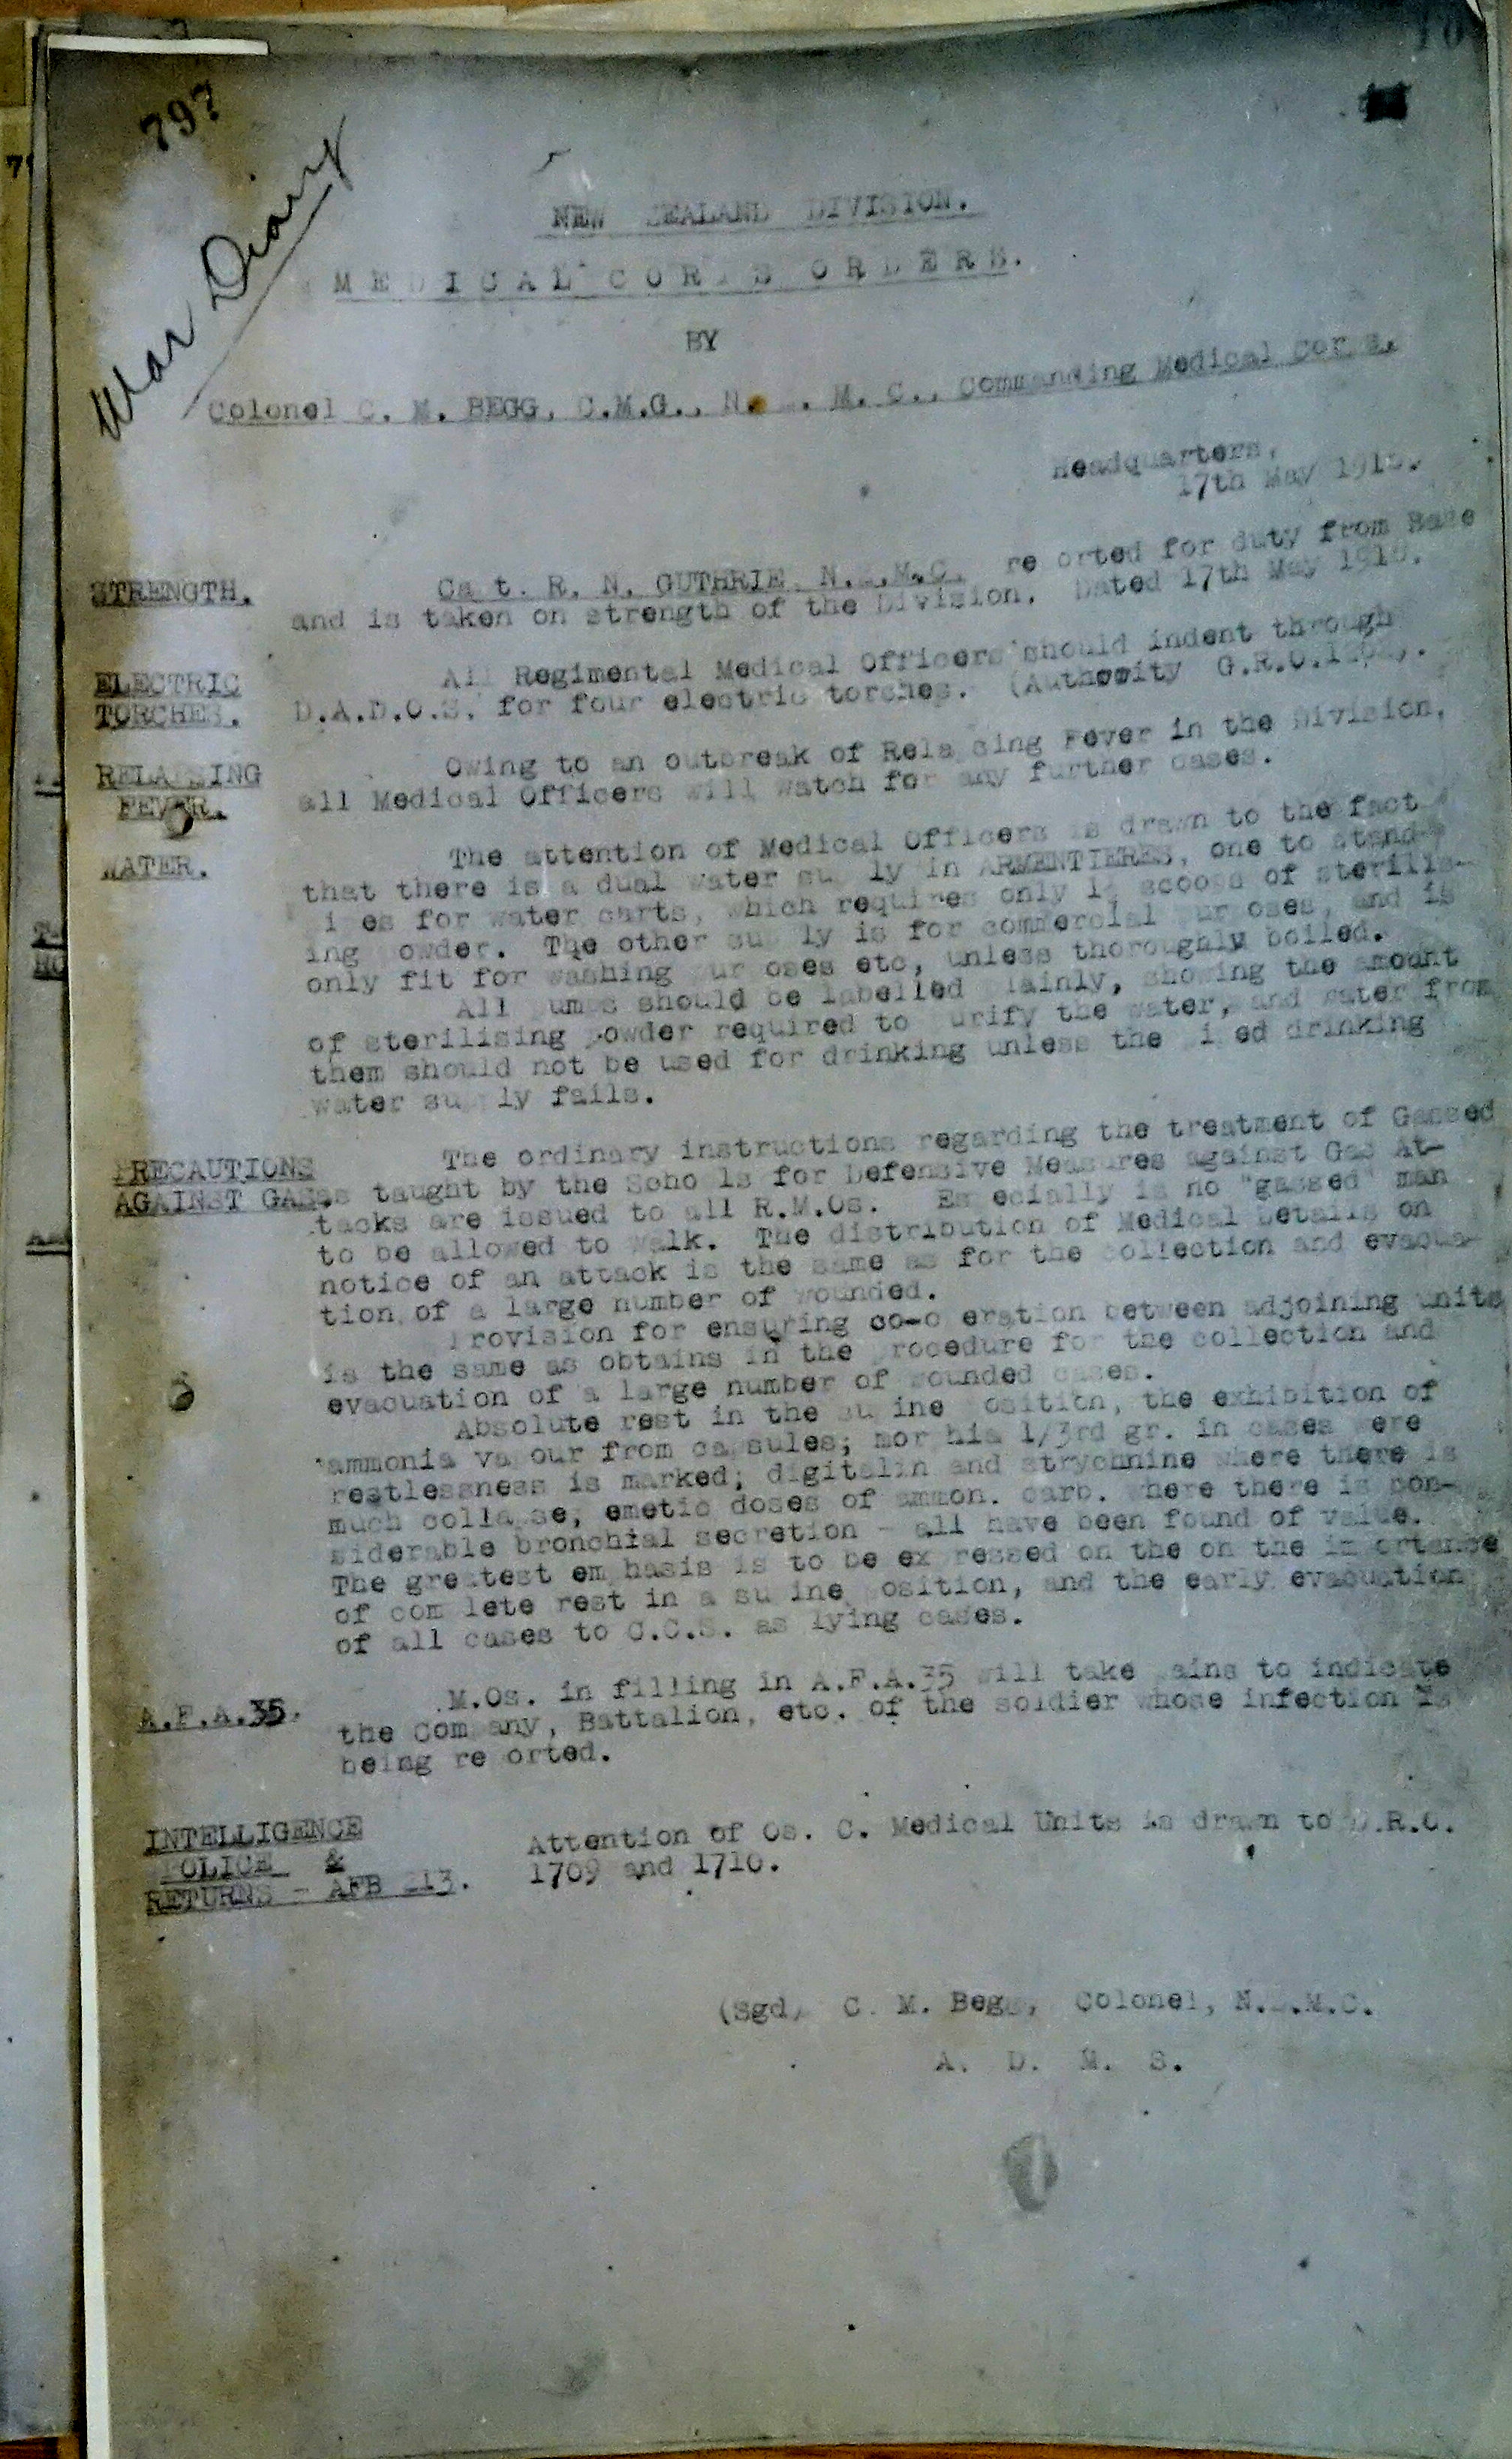 797
War Diary
NEW ZEALAND DIVISION.
MEDICAL CORPS ORDERS.
BY
Colonel C. M. BEGG, C.M.G., N. . M. C., Commanding Medical Corps.
Headquarters,
17th May 1916.
STRENGTH. Ca t. R. N. GUTHRIE N.Z.M.C. re orted for duty from Base
and is taken on strength of the Division. Dated 17th May 1916.
ELECTRIC
TORCHES.
All Regimental Medical Officers should indent through
D.A.D.O.S. for four electric torches. (Authority G.R.O.
RELAPSING
FEVER.
Owing to an outbreak of Rela sing Fever in the Division,
all Medical Officers will watch for any further cases.
WATER. The attention of Medical Officers is drawn to the fact
that there is a dual water su ly in ARMENTIERES, one to stand-
i es for water carts, which requires only scoops of sterilis-
ing owder. The other su ly is for commercial ur oses, and is
only fit for washing ur oses etc, unless thoroughly boiled.
All um s should be labelled lainly, showing the amount
of sterilising powder required to urify the water, and water from
them should not be used for drinking unless the i ed drinking
water su ly fails.
PRECAUTIONS
AGAINST GAS.
The ordinary instructions regarding the treatment of Gassed
taught by the Scho ls for Defensive Measures against Gas At-
tacks are issued to all R.M.Os. Es ecially is no "gassed" man
to be allowed to walk. The distribution of Medical Details on
notice of an attack is the same as for the collection and evacua-
tion of a large number of wounded.
Provision for ensuring co-o eration between adjoining units
is the same as obtains in the procedure for the collection and
evacuation of a large number of wounded cases.
Absolute rest in the su ine osition, the exhibition of
ammonia va our from capsules; mor hia 1/3rd gr. in cases were
restlessness is marked; digitalin and strychnine where there is
much colla se; emetic doses of ammon. carb. where there is con-
siderable bronchial secretion - all have been found of value.
The greatest em hasis is to be ex ressed on the on the im ortance
of com lete rest in a su ine position, and the early evacuation
of all cases to C.C.S. as lying cases.
A.F.A.35. M.Os. in filling in A.F.A.35 will take pains to indicate
the Com any, Battalion, etc. of the soldier whose infection is
being re orted.
INTELLIGENCE
POLICE &
RETURNS - AFB 213.
Attention of Os. C. Medical Units is drawn to D.R.O.
1709 and 1710.
(Sgd) C. M. Begg, Colonel, N.Z.M.C.
A. D. M. S.